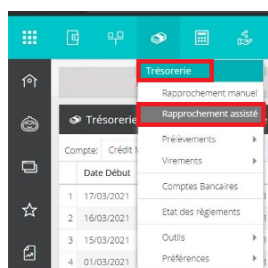 Trésorerie
Rapprochement manuel
Trésorerie
Rapprochement assisté
Compte: Crédit
Prélèvements
Virements
Date Début
Comptes Bancaires
1 17/03/2021
2 16/03/2021
Etat des règlements
3 15/03/2021
Outils
4 01/03/2021
Préférences